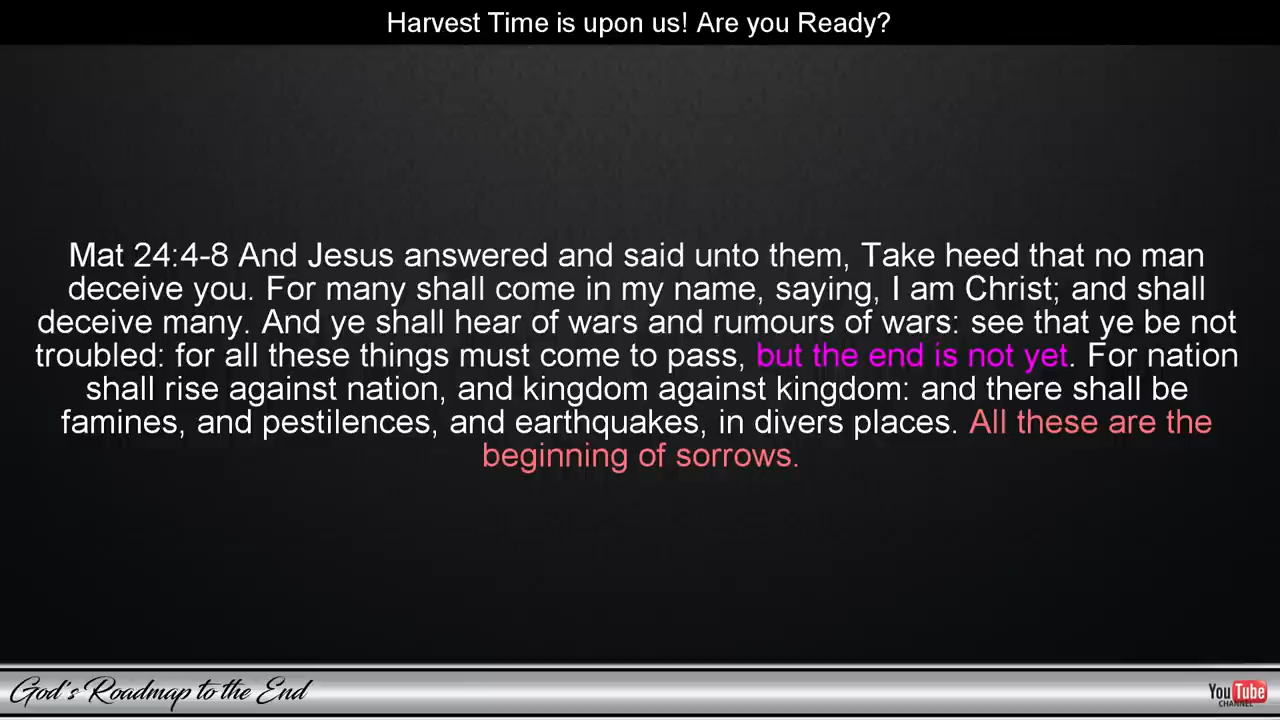 Harvest Time is upon us! Are you Ready?
Mat 24:4-8 And Jesus answered and said unto them, Take heed that no man
deceive you. For many shall come in my name, saying, I am Christ; and shall
deceive many. And ye shall hear of wars and rumours of wars: see that ye be not
troubled: for all these things must come to pass, but the end is not yet. For nation
shall rise against nation, and kingdom against kingdom: and there shall be
famines, and pestilences, and earthquakes, in divers places. All these are the
beginning of sorrows.
God's Roadmap to the End
YouTube
CHANNEL